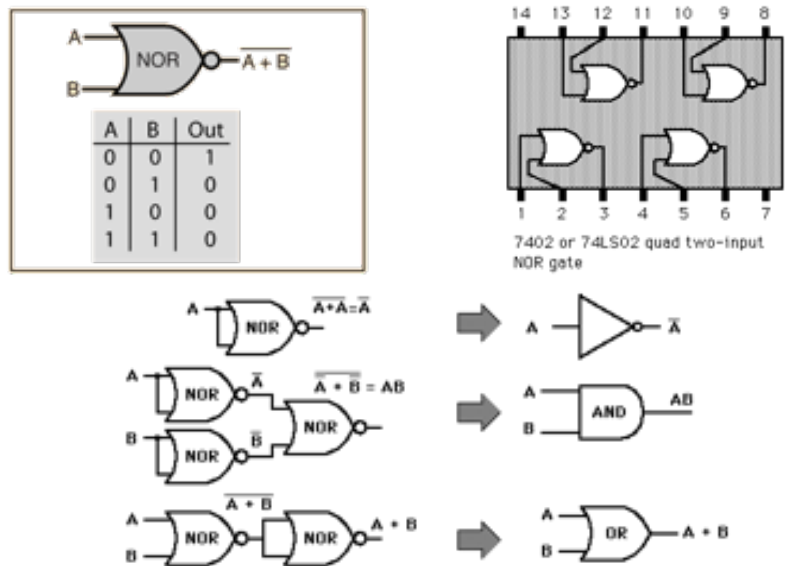 A
B
NOR
A + B
A B Out
0 0 1
0 1 0
1 0 0
1 1 0
14 13 12 11 10 9 8
1 2 3 4 5 6 7
7402 or 74LS02 quad two-input
NOR gate
A NOR A+A=A
A A
A NOR A
B NOR B
NOR A + B = AB
A
B
AND AB
A
B
NOR A + B NOR A + B
A
B
OR A + B